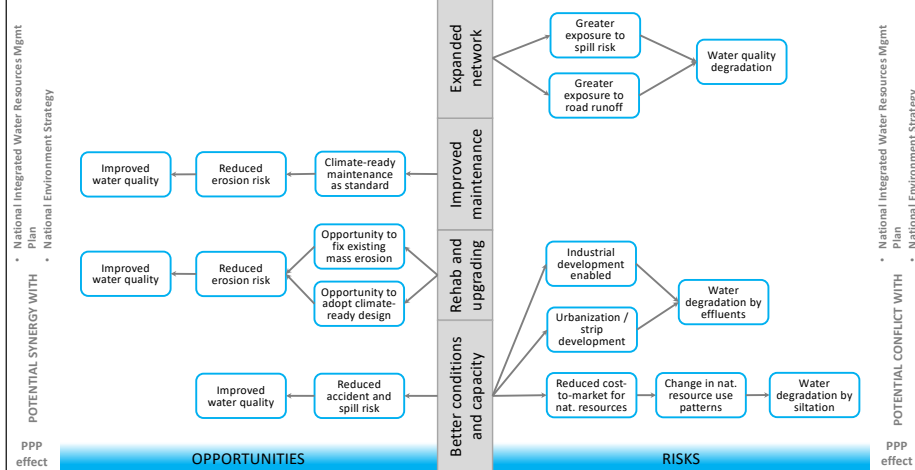 • National Integrated Water Resources Mgmt
Plan
• National Environment Strategy
POTENTIAL SYNERGY WITH
PPP
effect
Improved
water quality
Reduced
erosion risk
Climate-ready
maintenance
as standard
Improved
water quality
Reduced
erosion risk
Opportunity to
fix existing
mass erosion
Opportunity to
adopt climate-
ready design
Improved
water quality
Reduced
accident and
spill risk
OPPORTUNITIES
Expanded
network
Improved
maintenance
Rehab and
upgrading
Better conditions
and capacity
Greater
exposure to
spill risk
Greater
exposure to
road runoff
Water quality
degradation
Industrial
development
enabled
Urbanization /
strip
development
Water
degradation by
effluents
Reduced cost-
to-market for
nat. resources
Change in nat.
resource use
patterns
Water
degradation by
siltation
RISKS
• National Integrated Water Resources Mgmt
Plan
• National Environment Strategy
POTENTIAL CONFLICT WITH
PPP
effect